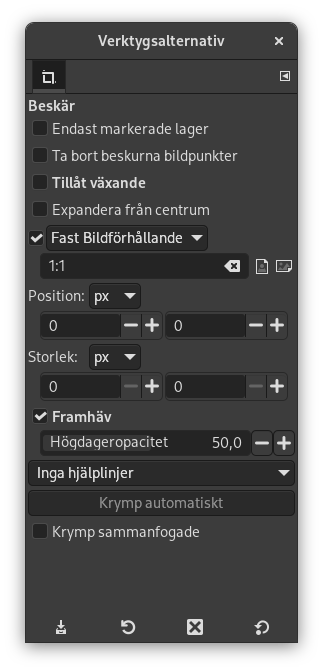 Verktygsalternativ
Beskär
Endast markerade lager
Ta bort beskurna bildpunkter
Tillåt växande
Expandera från centrum
Fast Bildförhållande
1:1
Position: px
0 0
Storlek: px
0 0
Framhäv
Högdageropacitet 50,0
Inga hjälplinjer
Krymp automatiskt
Krymp sammanfogade